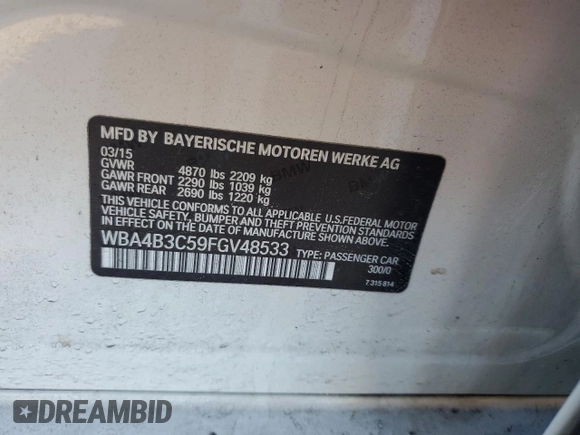 MFD BY BAYERISCHE MOTOREN WERKE AG
03/15
GVWR 4870 lbs 2209 kg
GAWR FRONT 2290 lbs 1039 kg
GAWR REAR 2690 lbs 1220 kg
THIS VEHICLE CONFORMS TO ALL APPLICABLE U.S.FEDERAL MOTOR
VEHICLE SAFETY, BUMPER, AND THEFT PREVENTION STANDARDS
IN EFFECT ON THE DATE OF MANUFACTURE SHOWN ABOVE.
WBA4B3C59FGV48533 TYPE: PASSENGER CAR
300/0
7 315 814
BMW
DREAMBID